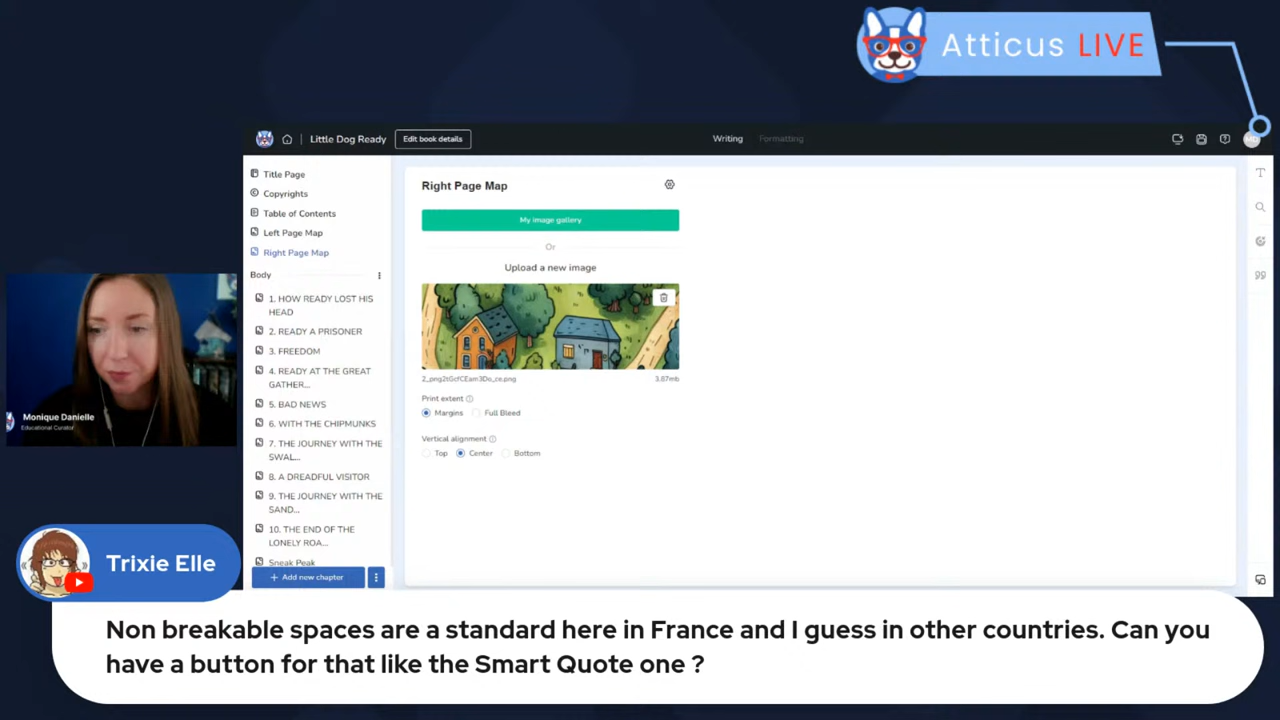 Atticus LIVE
Little Dog Ready
Edit book details
Writing
Formatting
Title Page
Copyrights
Table of Contents
Left Page Map
Right Page Map
Body
1. HOW READY LOST HIS
HEAD
2. READY A PRISONER
3. FREEDOM
4. READY AT THE GREAT
GATHER...
5. BAD NEWS
6. WITH THE CHIPMUNKS
7. THE JOURNEY WITH THE
SWAL...
8. A DREADFUL VISITOR
9. THE JOURNEY WITH THE
SAND...
10. THE END OF THE
LONELY ROA...
Sneak Peak
+ Add new chapter
Right Page Map
My image gallery
Or
Upload a new image
3.87mb
Print extent
Margins
Full Bleed
Vertical alignment
Top
Center
Bottom
Monique Danielle
Educational Curator
Trixie Elle
Non breakable spaces are a standard here in France and I guess in other countries. Can you
have a button for that like the Smart Quote one ?